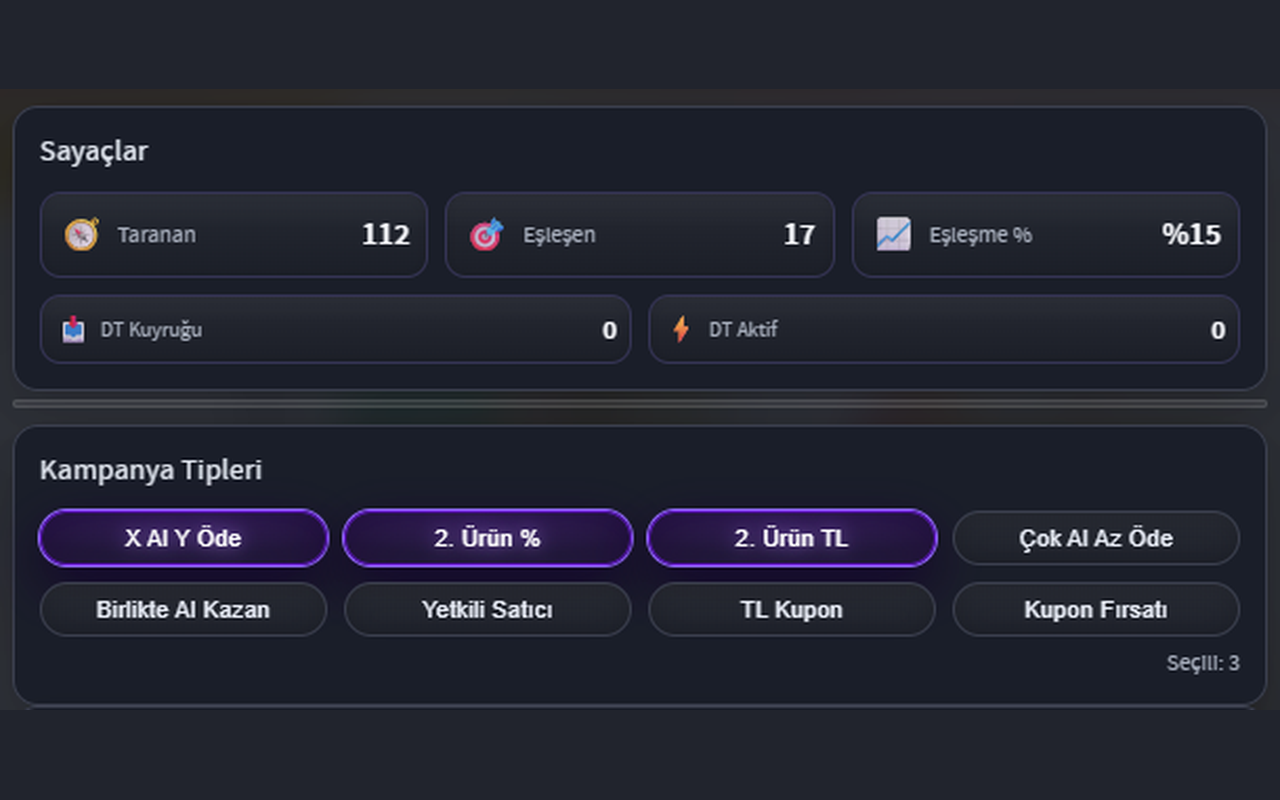 Sayaçlar
Taranan 112 Eşleşen 17 Eşleşme % %15
DT Kuyruğu 0 DT Aktif 0
Kampanya Tipleri
X Al Y Öde 2. Ürün % 2. Ürün TL Çok Al Az Öde
Birlikte Al Kazan Yetkili Satıcı TL Kupon Kupon Fırsatı
Seçili: 3